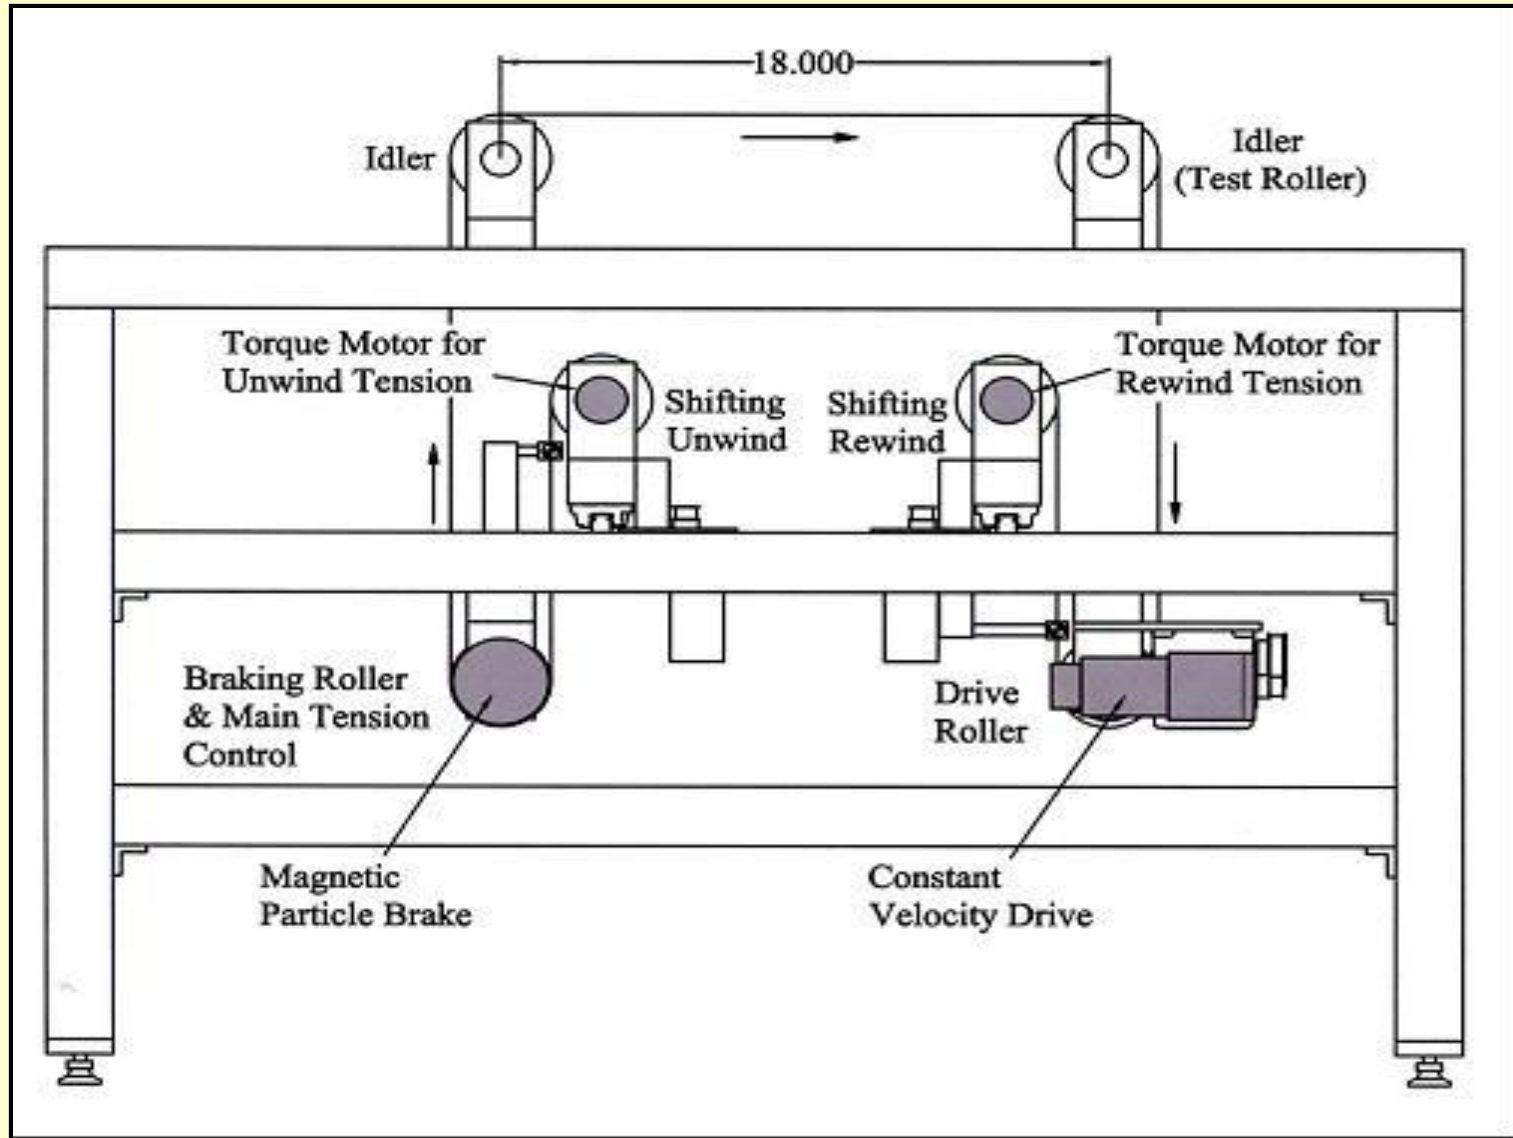 18.000
Idler
Idler
(Test Roller)
Torque Motor for
Unwind Tension
Torque Motor for
Rewind Tension
Shifting
Unwind
Shifting
Rewind
Braking Roller
& Main Tension
Control
Drive
Roller
Magnetic
Particle Brake
Constant
Velocity Drive